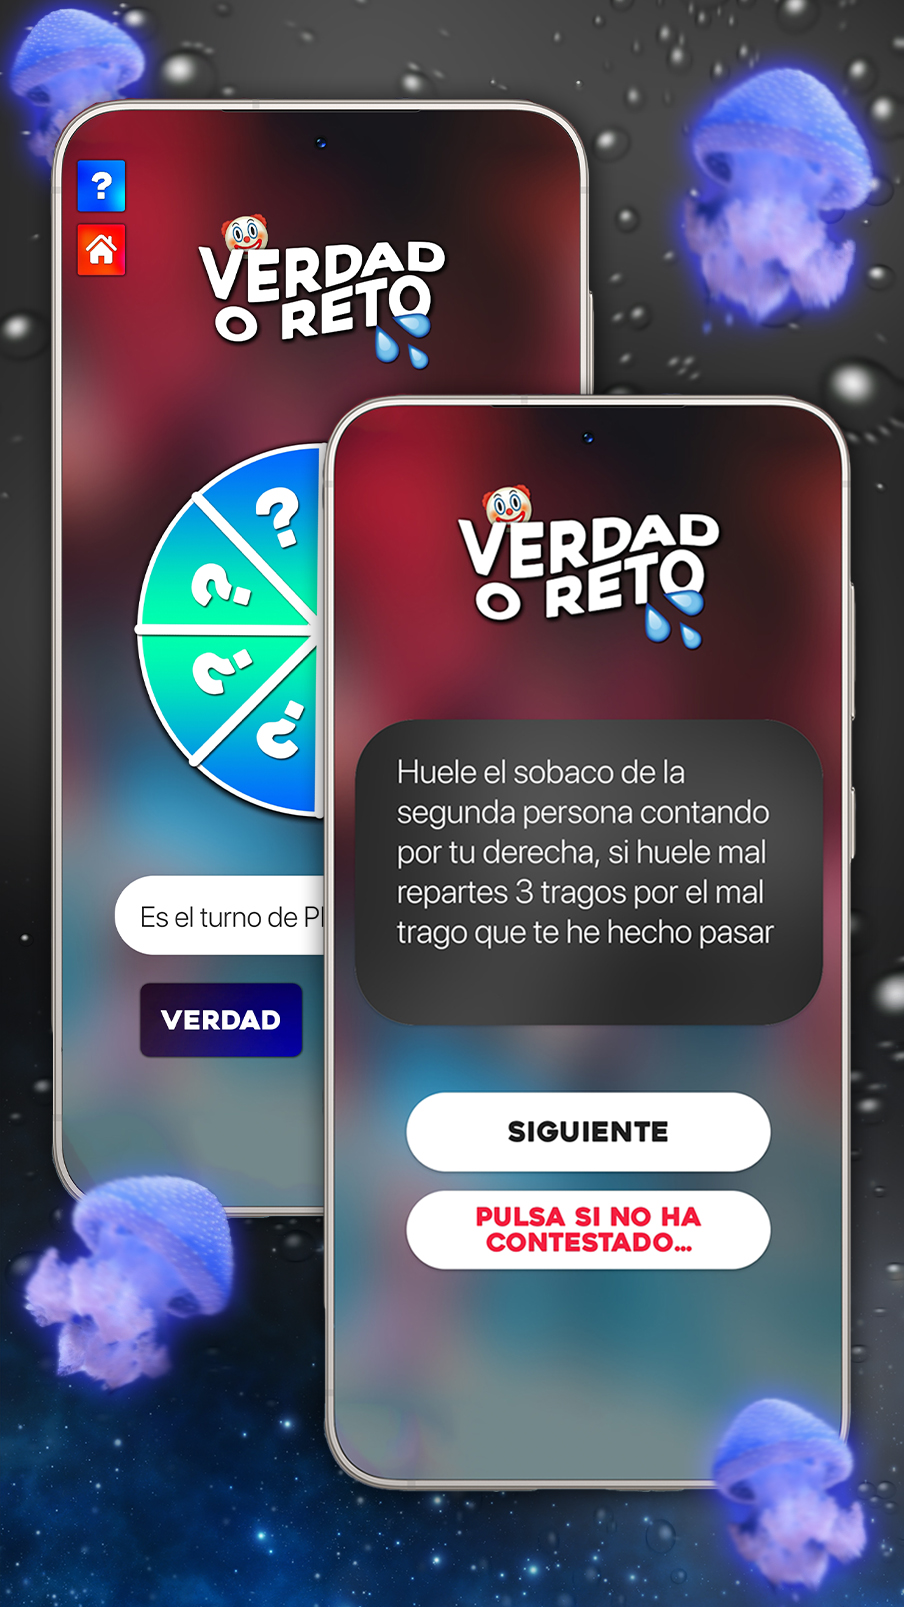 ?
VERDAD
O RETO
?
?
?
?
Es el turno de Pl
VERDAD
VERDAD
O RETO
Huele el sobaco de la
segunda persona contando
por tu derecha, si huele mal
repartes 3 tragos por el mal
trago que te he hecho pasar
SIGUIENTE
PULSA SI NO HA
CONTESTADO...